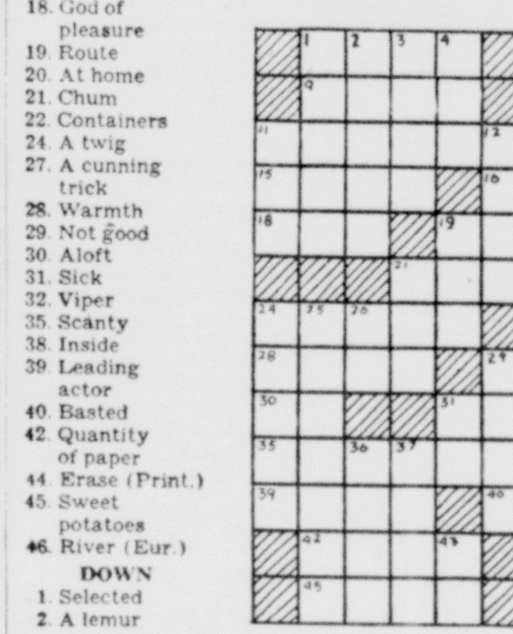 18. God of
pleasure
19. Route
20. At home
21. Chum
22. Containers
24. A twig
27. A cunning
trick
28. Warmth
29. Not good
30. Aloft
31. Sick
32. Viper
35. Scanty
38. Inside
39. Leading
actor
40. Basted
42. Quantity
of paper
44. Erase (Print.)
45. Sweet
potatoes
46. River (Eur.)
DOWN
1. Selected
2. A lemur
1 2 3 4
9
11 12
15 16
18 19
21
24 25 26
28 29
30 31
35 36 37
39 40
42 43
45